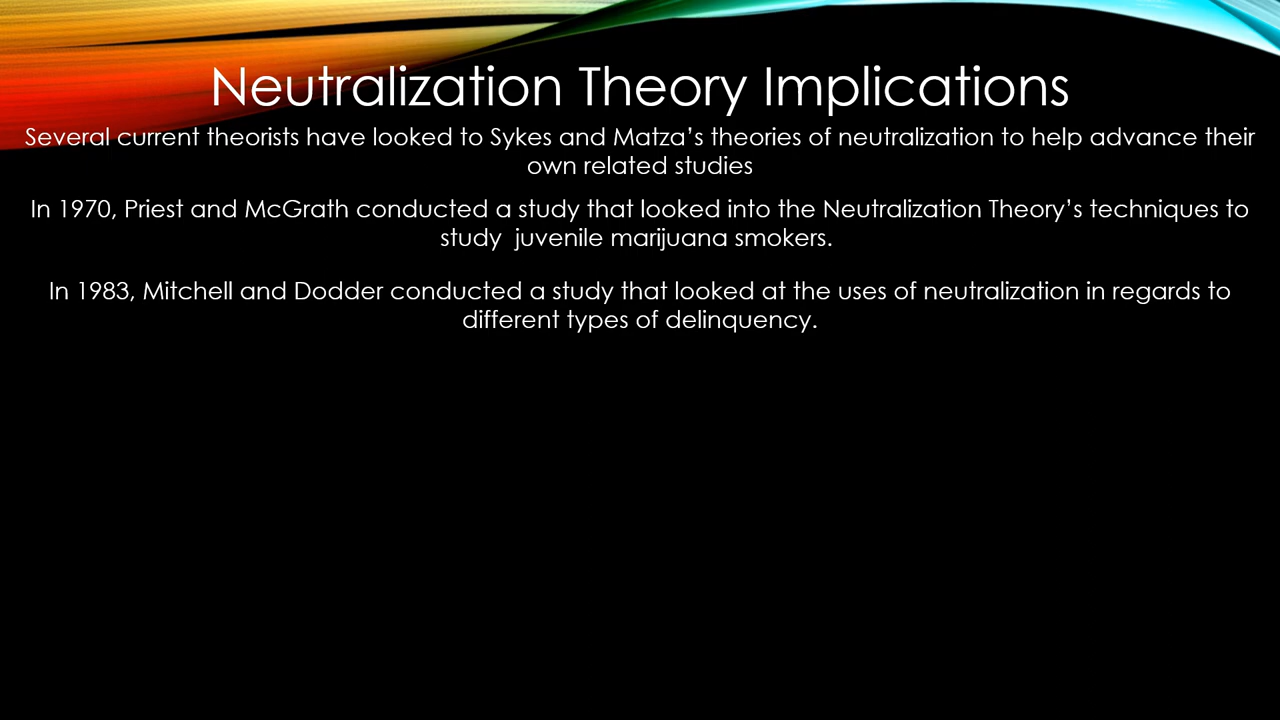 Neutralization Theory Implications
Several current theorists have looked to Sykes and Matza’s theories of neutralization to help advance their
own related studies
In 1970, Priest and McGrath conducted a study that looked into the Neutralization Theory’s techniques to
study  juvenile marijuana smokers.
In 1983, Mitchell and Dodder conducted a study that looked at the uses of neutralization in regards to
different types of delinquency.